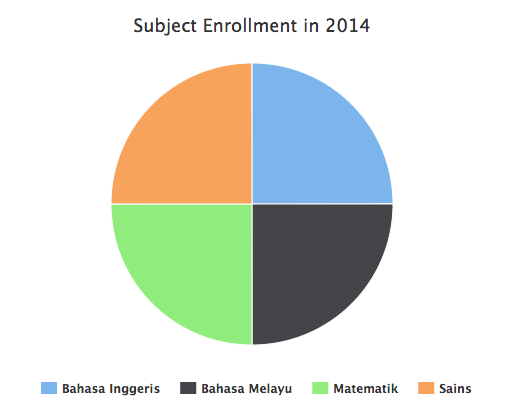 Subject Enrollment in 2014
Bahasa Inggeris Bahasa Melayu Matematik Sains